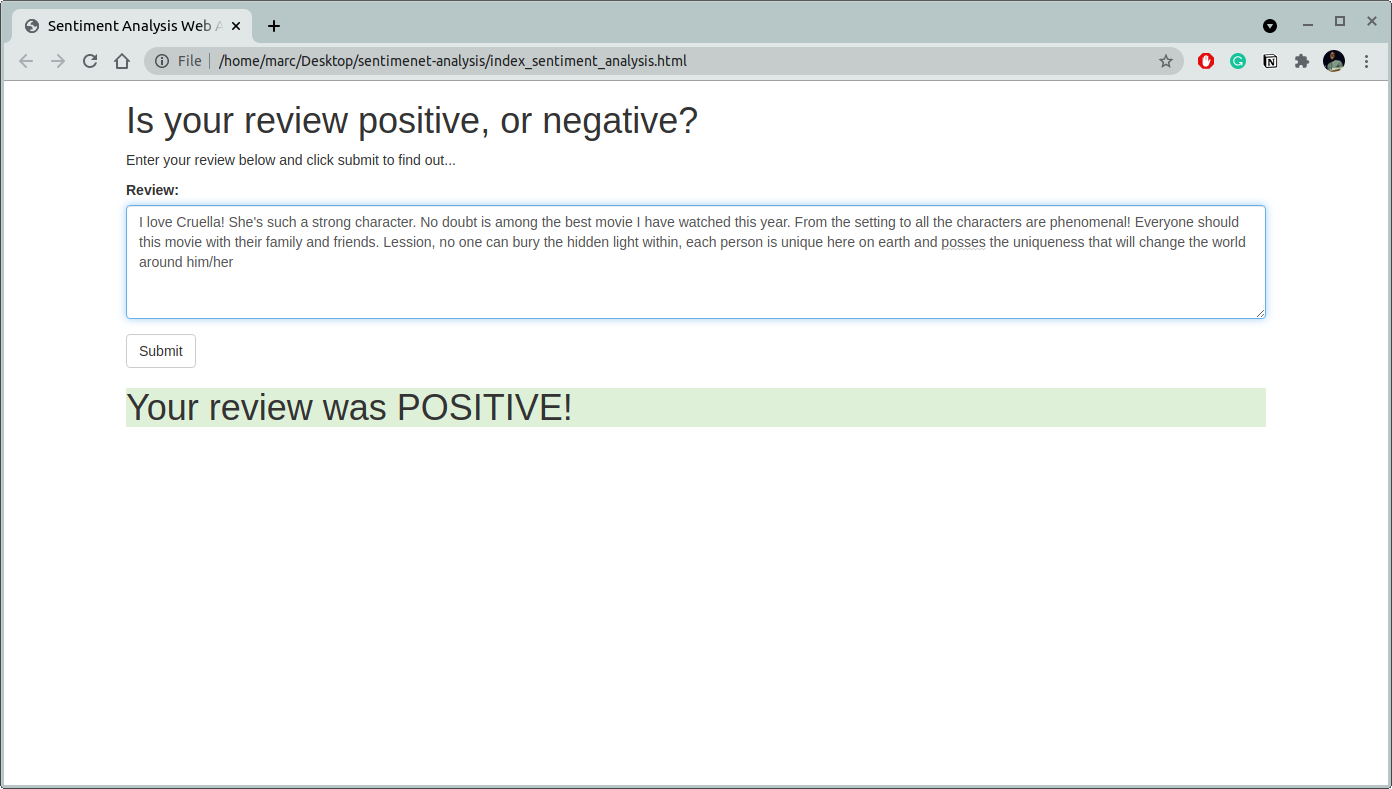 Sentiment Analysis Web A
File
/home/marc/Desktop/sentimenet-analysis/index_sentiment_analysis.html
Is your review positive, or negative?
Enter your review below and click submit to find out...
Review:
I love Cruella! She's such a strong character. No doubt is among the best movie I have watched this year. From the setting to all the characters are phenomenal! Everyone should
this movie with their family and friends. Lession, no one can bury the hidden light within, each person is unique here on earth and posses the uniqueness that will change the world
around him/her
Submit
Your review was POSITIVE!